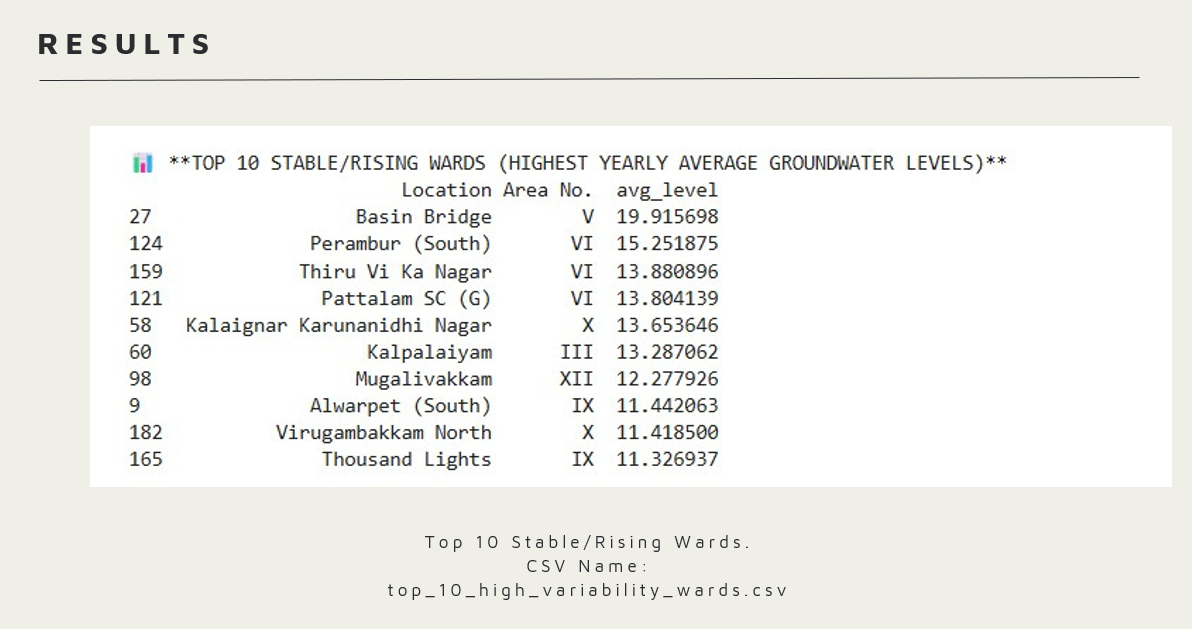 RESULTS
**TOP 10 STABLE/RISING WARDS (HIGHEST YEARLY AVERAGE GROUNDWATER LEVELS)**
Location Area No. avg_level
27 Basin Bridge V 19.915698
124 Perambur (South) VI 15.251875
159 Thiru Vi Ka Nagar VI 13.880896
121 Pattalam SC (G) VI 13.804139
58 Kalaignar Karunanidhi Nagar X 13.653646
60 Kalpalaiyam III 13.287062
98 Mugalivakkam XII 12.277926
9 Alwarpet (South) IX 11.442063
182 Virugambakkam North X 11.418500
165 Thousand Lights IX 11.326937
Top 10 Stable/Rising Wards.
CSV Name:
top_10_high_variability_wards.csv